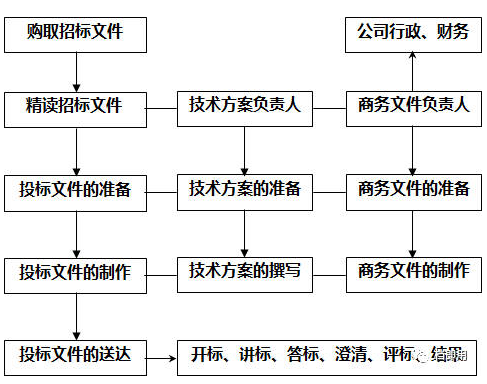 购取招标文件
公司行政、财务
精读招标文件
技术方案负责人
商务文件负责人
投标文件的准备
技术方案的准备
商务文件的准备
投标文件的制作
技术方案的撰写
商务文件的制作
投标文件的送达
开标、讲标、答标、澄清、评标、结果